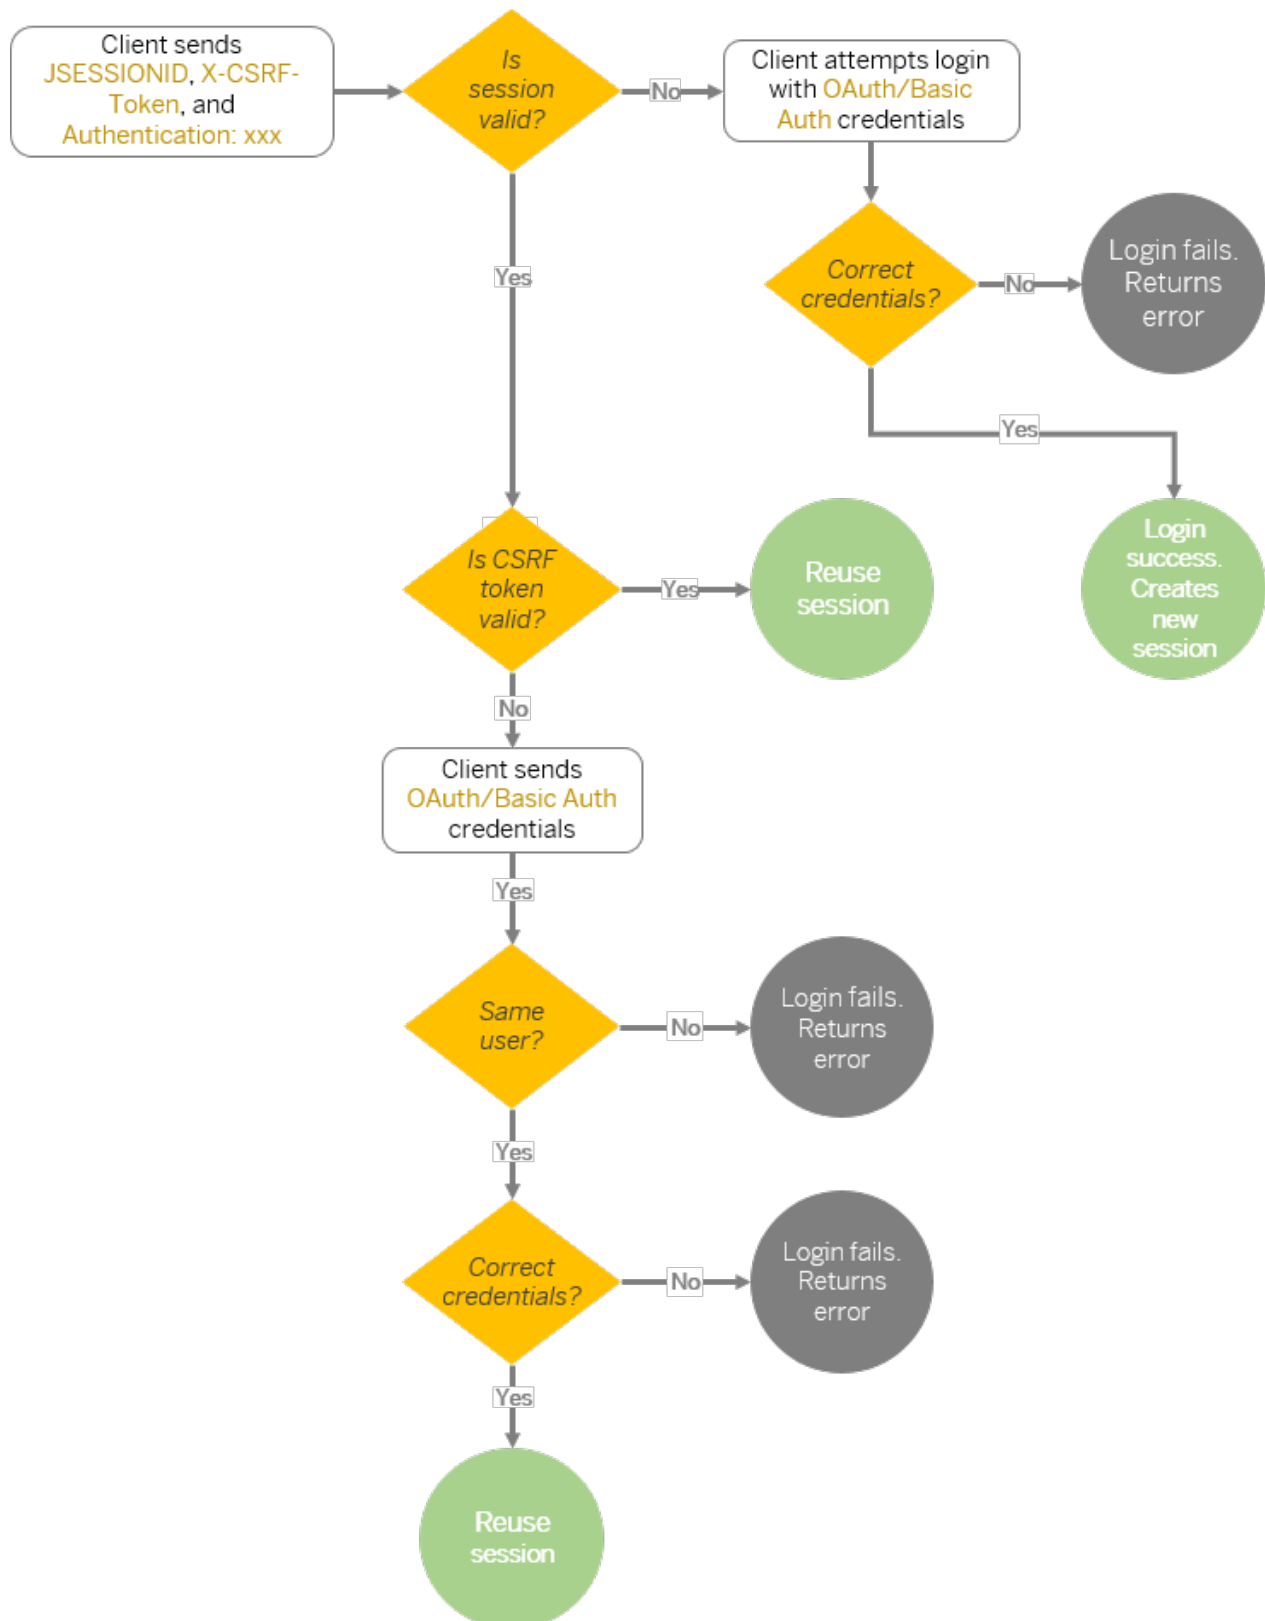 Client sends
JSESSIONID, X-CSRF-
Token, and
Authentication: xxx
Is
session
valid?
No
Client attempts login
with OAuth/Basic
Auth credentials
Yes
Correct
credentials?
No
Login fails.
Returns
error
Yes
Is CSRF
token
valid?
Yes
Reuse
session
Login
success.
Creates
new
session
No
Client sends
OAuth/Basic Auth
credentials
Yes
Same
user?
No
Login fails.
Returns
error
Yes
Correct
credentials?
No
Login fails.
Returns
error
Yes
Reuse
session